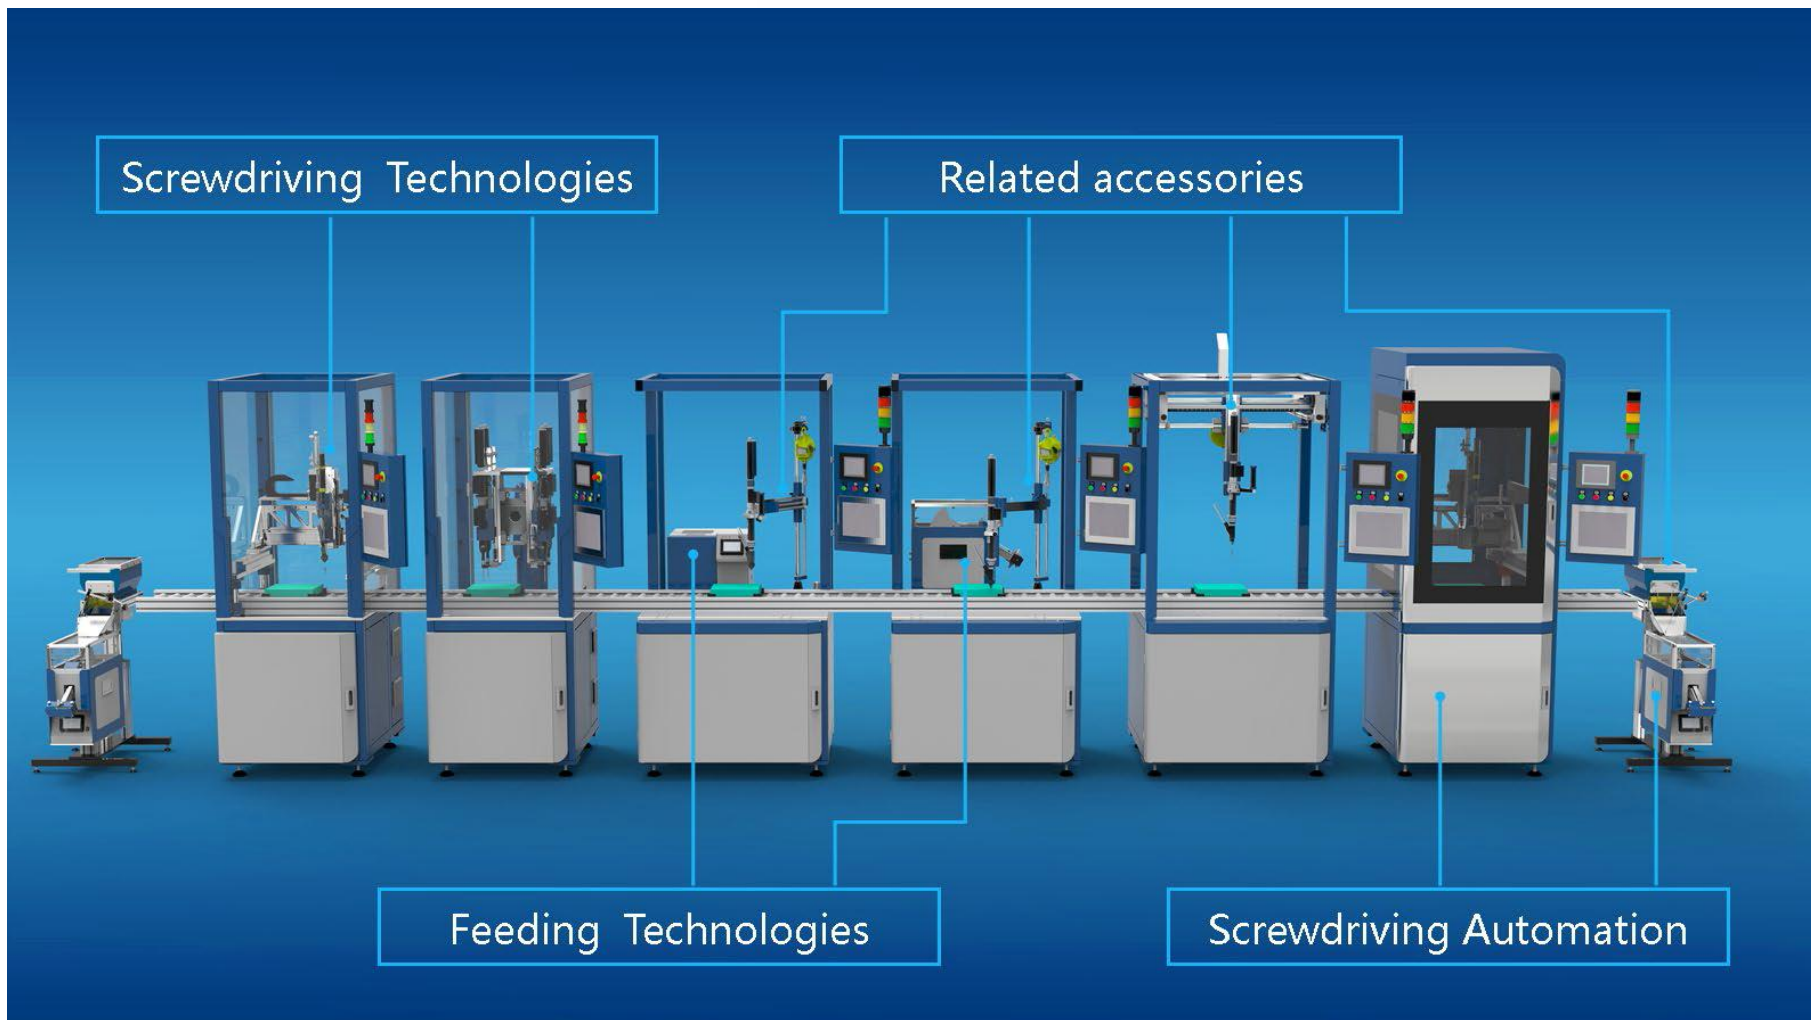 Screwdriving Technologies
Related accessories
Feeding Technologies
Screwdriving Automation